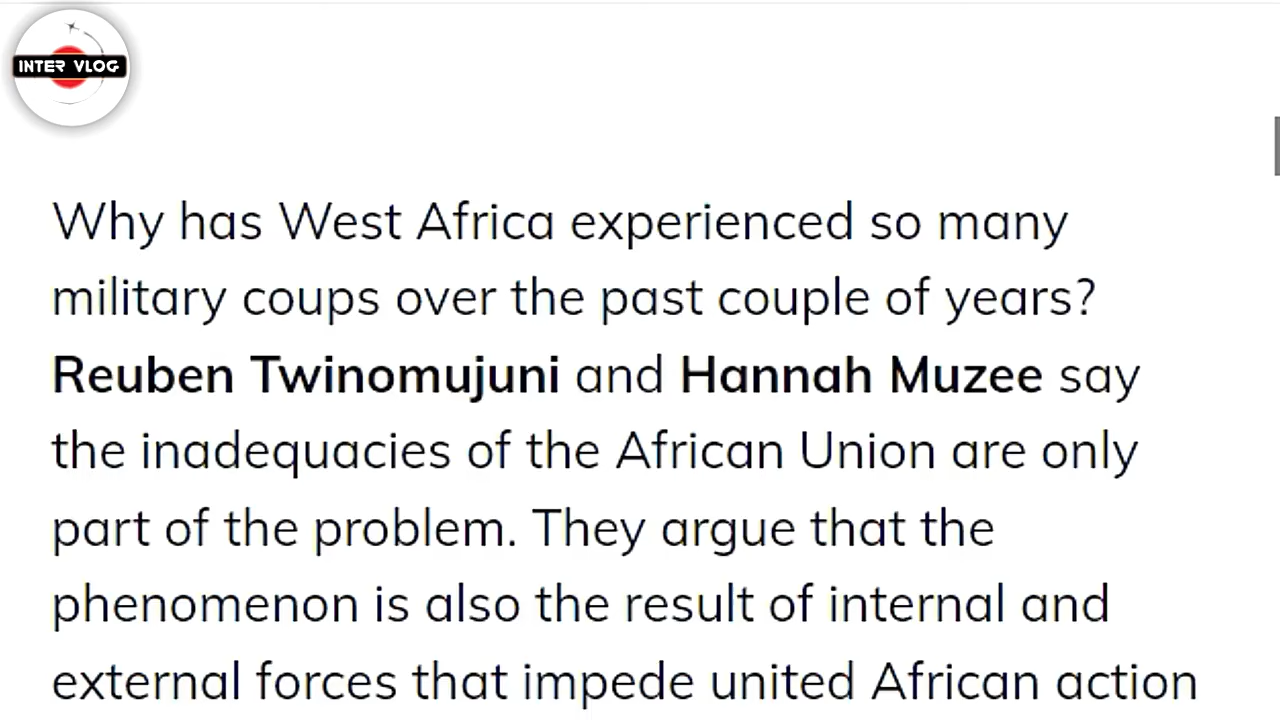 INTER VLOG
Why has West Africa experienced so many
military coups over the past couple of years?
Reuben Twinomujuni and Hannah Muzee say
the inadequacies of the African Union are only
part of the problem. They argue that the
phenomenon is also the result of internal and
external forces that impede united African action